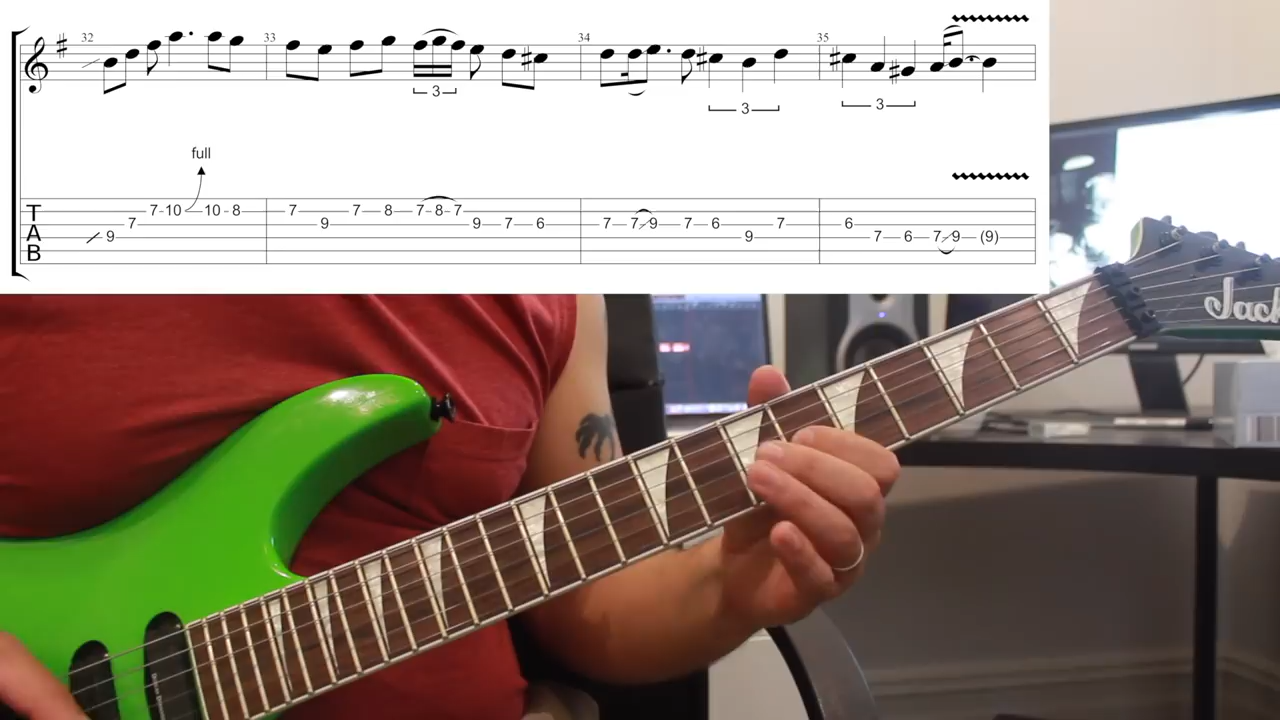 32 33 34 35
3 3 3
full
T 7 10 10 8 7 7 8 7 8 7
A 7 9 9 7 6 7 7 9 7 6 7 6
B 9 9 7 6 7 9 (9)
Jack